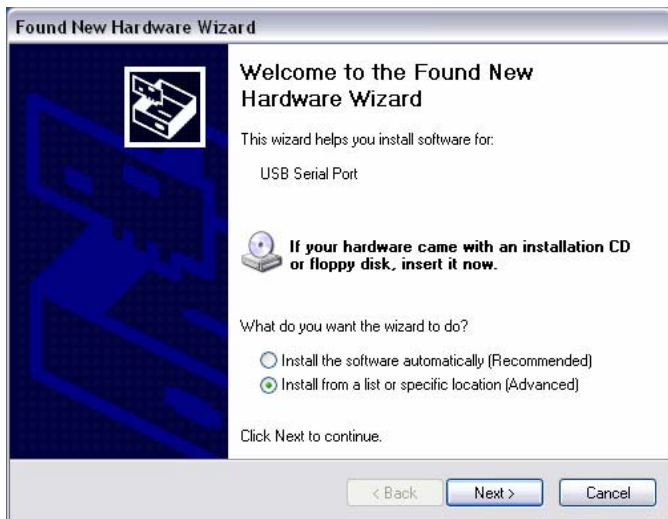 Found New Hardware Wizard
Welcome to the Found New
Hardware Wizard
This wizard helps you install software for:
USB Serial Port
If your hardware came with an installation CD
or floppy disk, insert it now.
What do you want the wizard to do?
Install the software automatically (Recommended)
Install from a list or specific location (Advanced)
Click Next to continue.
< Back Next > Cancel